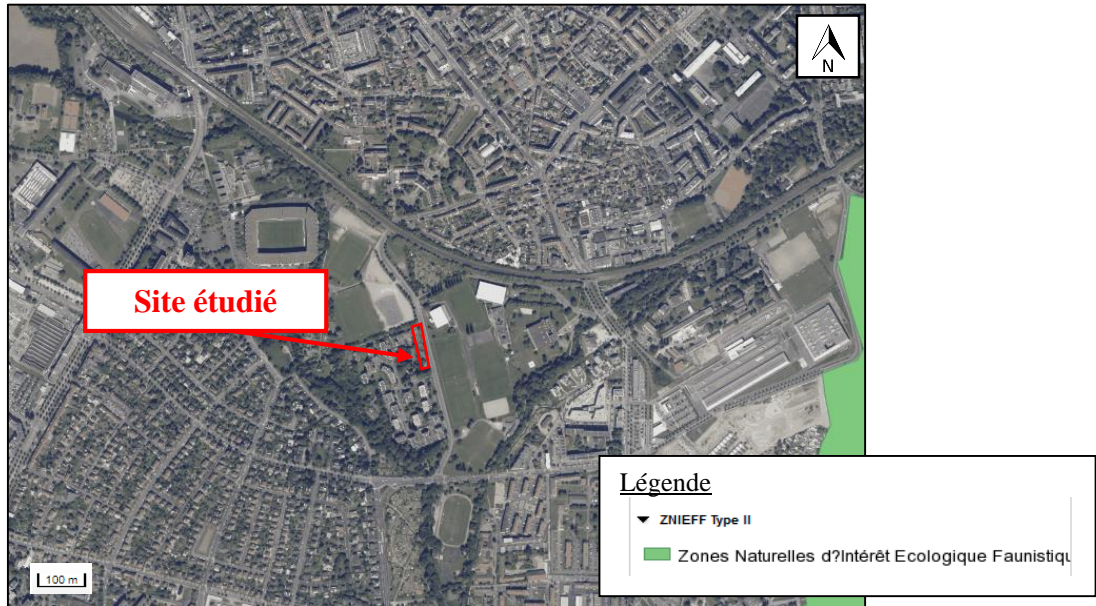 N
Site étudié
Légende
ZNIEFF Type II
Zones Naturelles d?Intérêt Ecologique Faunistiqu
100 m